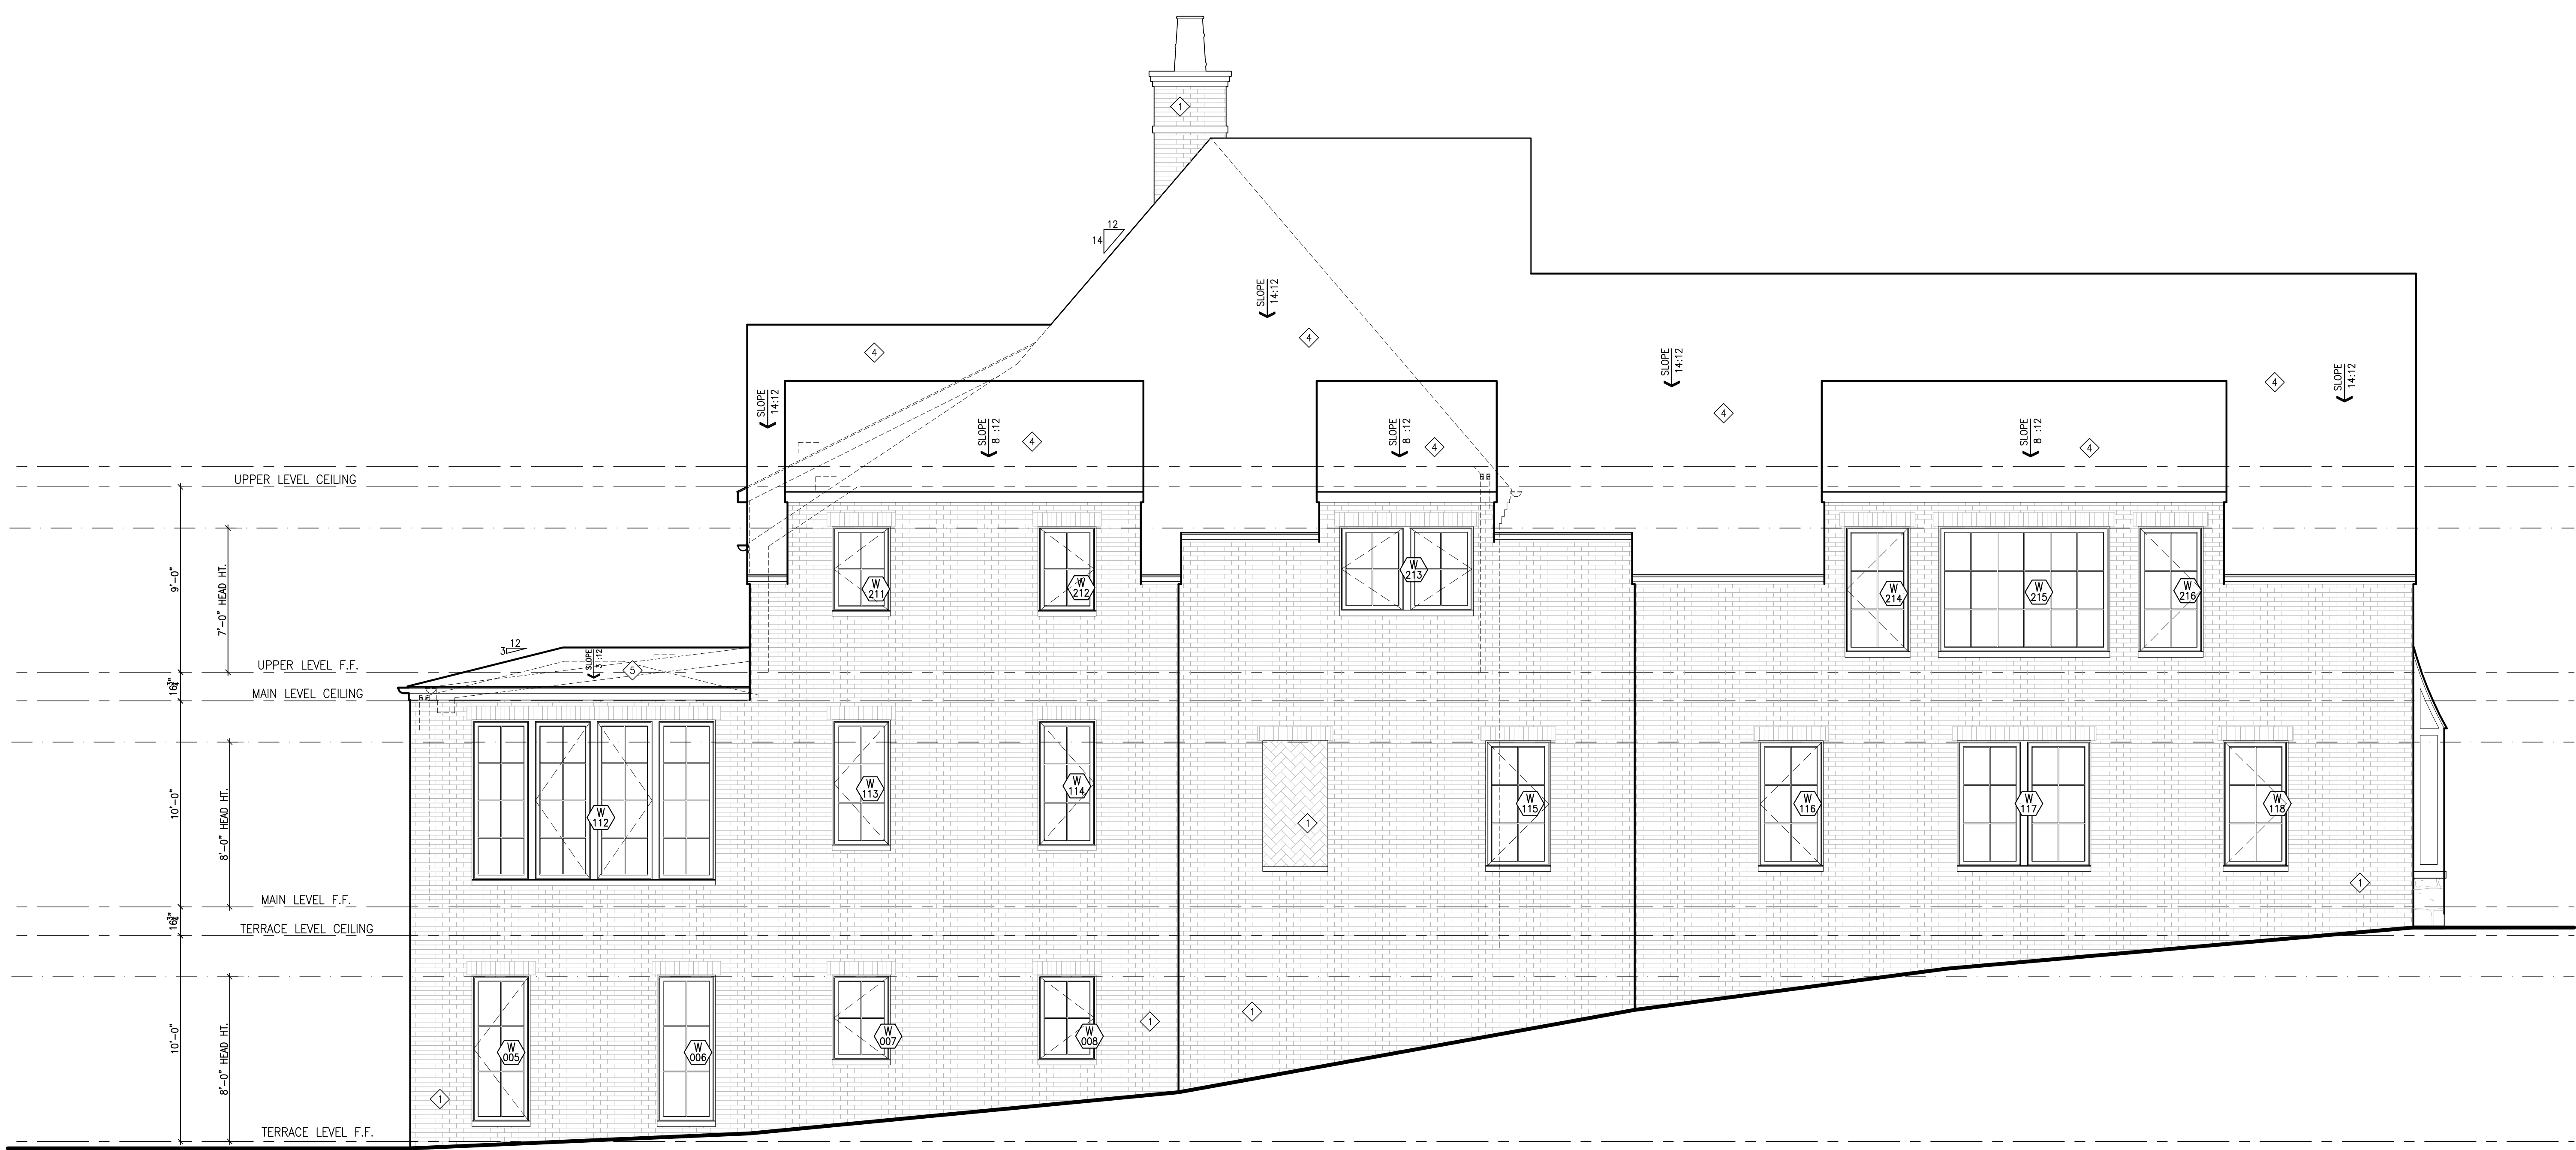 1
12
14
SLOPE
14:12
4
4
SLOPE
14:12
SLOPE
14:12
4
4
SLOPE
14:12
SLOPE
8 :12
4
SLOPE
8 :12
4
SLOPE
8 :12
4
UPPER LEVEL CEILING
9'-0"
7'-0" HEAD HT.
W
211
W
212
W
213
W
214
W
215
W
216
12
3
SLOPE
3 :12
5
UPPER LEVEL F.F.
16¾"
MAIN LEVEL CEILING
10'-0"
8'-0" HEAD HT.
W
112
W
113
W
114
1
W
115
W
116
W
117
W
118
1
MAIN LEVEL F.F.
16¾"
TERRACE LEVEL CEILING
10'-0"
8'-0" HEAD HT.
W
005
W
006
W
007
W
008
1
1
1
TERRACE LEVEL F.F.